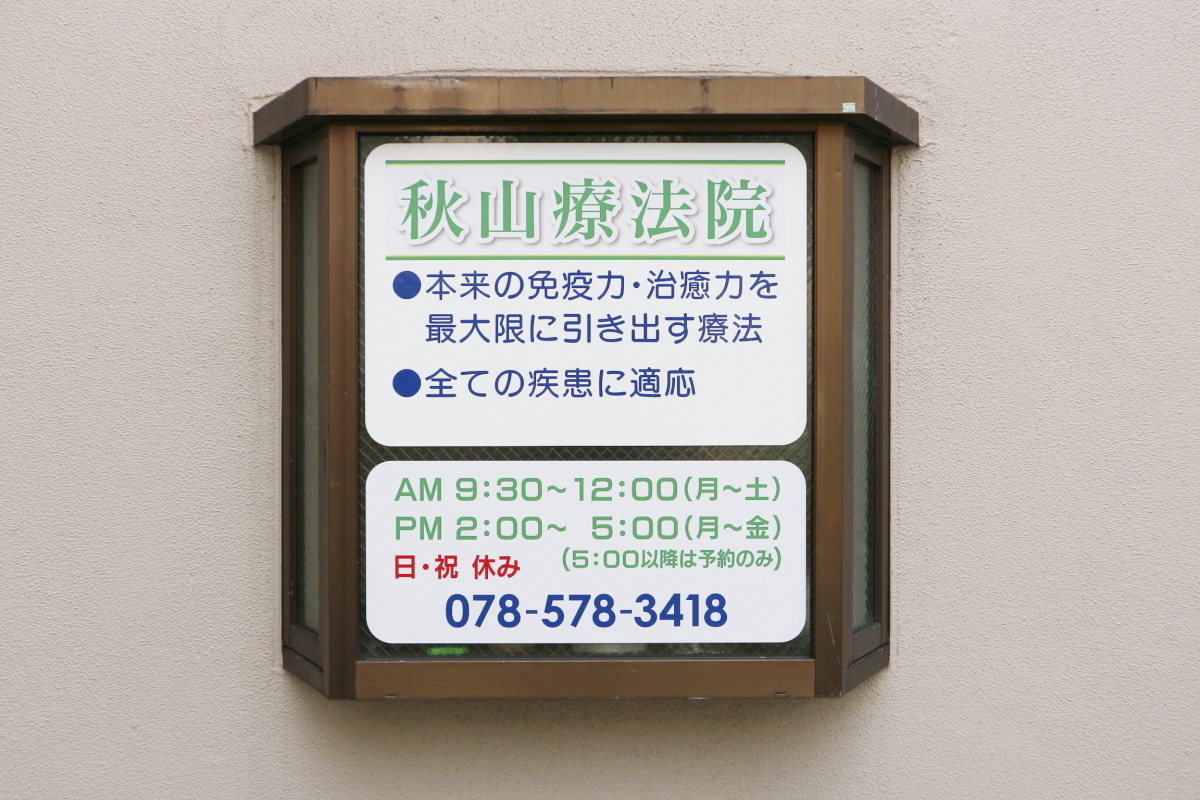 秋山療法院
●本来の免疫力・治癒力を
最大限に引き出す療法
●全ての疾患に適応
AM 9:30～12:00(月～土)
PM 2:00～ 5:00(月～金)
日・祝 休み (5:00以降は予約のみ)
078-578-3418